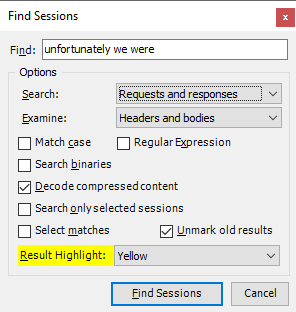 Find Sessions
x
Find: unfortunately we were
Options
Search: Requests and responses
Examine: Headers and bodies
Match case Regular Expression
Search binaries
Decode compressed content
Search only selected sessions
Select matches Unmark old results
Result Highlight: Yellow
Find Sessions Cancel